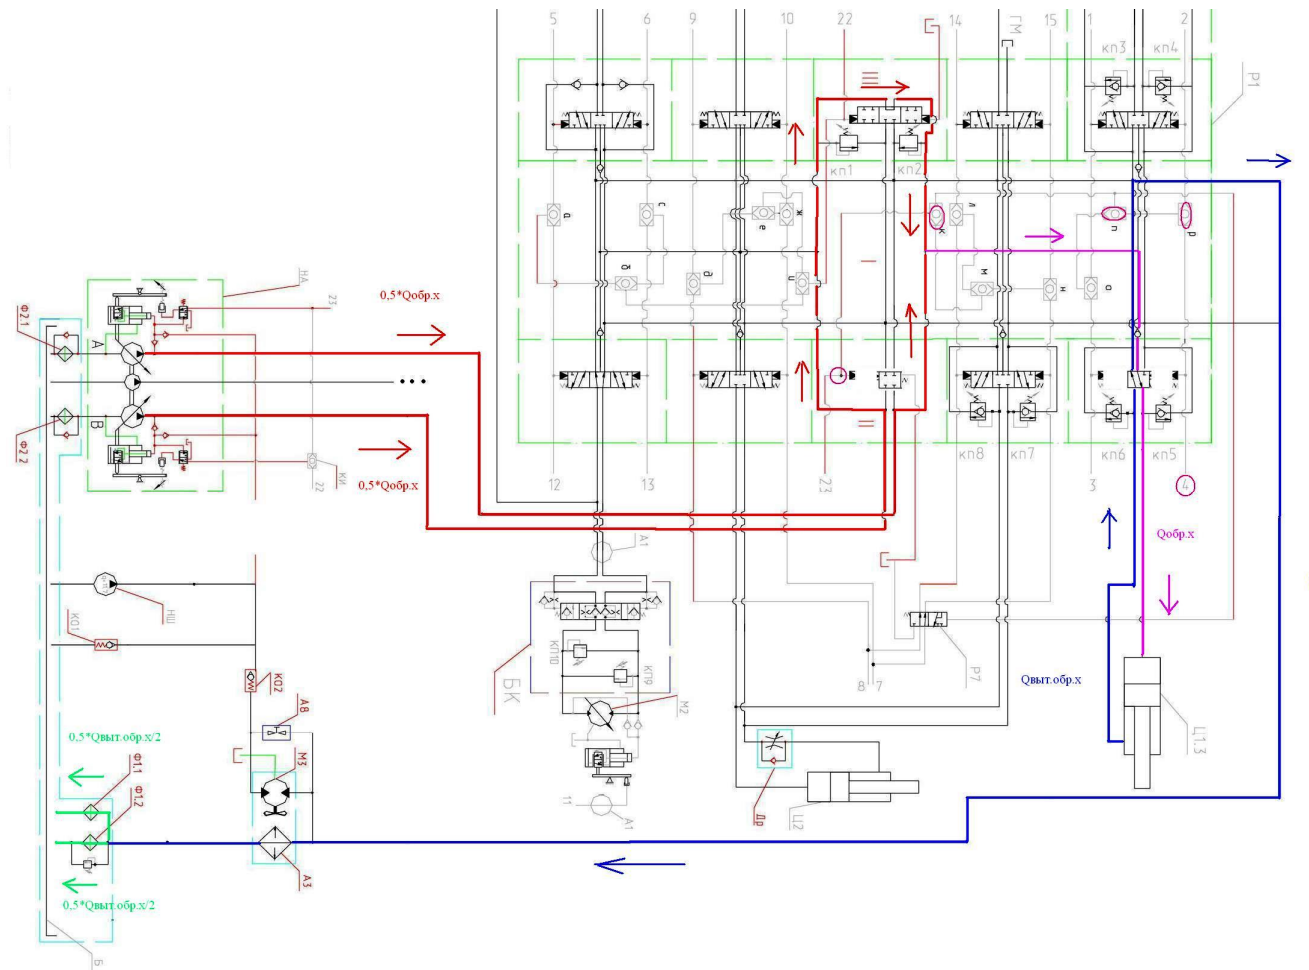 5
6
9
10
22
14
ГМ
15
1
2
кп3
кп4
III
Р1
кп1
кп2
а
с
е
ж
к
л
п
р
б
д
и
I
м
н
о
НА
23
0,5*Qобр.х
Ф2.1
А
...
В
Ф2.2
22
КИ
0,5*Qобр.х
II
кп8
кп7
кп6
кп5
12
13
23
3
4
А1
Qобр.х
КО1
НШ
КО2
КП10
КП9
БК
М2
8
7
Р7
Qвыт.обр.х
Ц1.3
А8
М3
0,5*Qвыт.обр.х/2
Ф1.1
Ф1.2
11
А1
Др
Ц2
А3
0,5*Qвыт.обр.х/2
Б